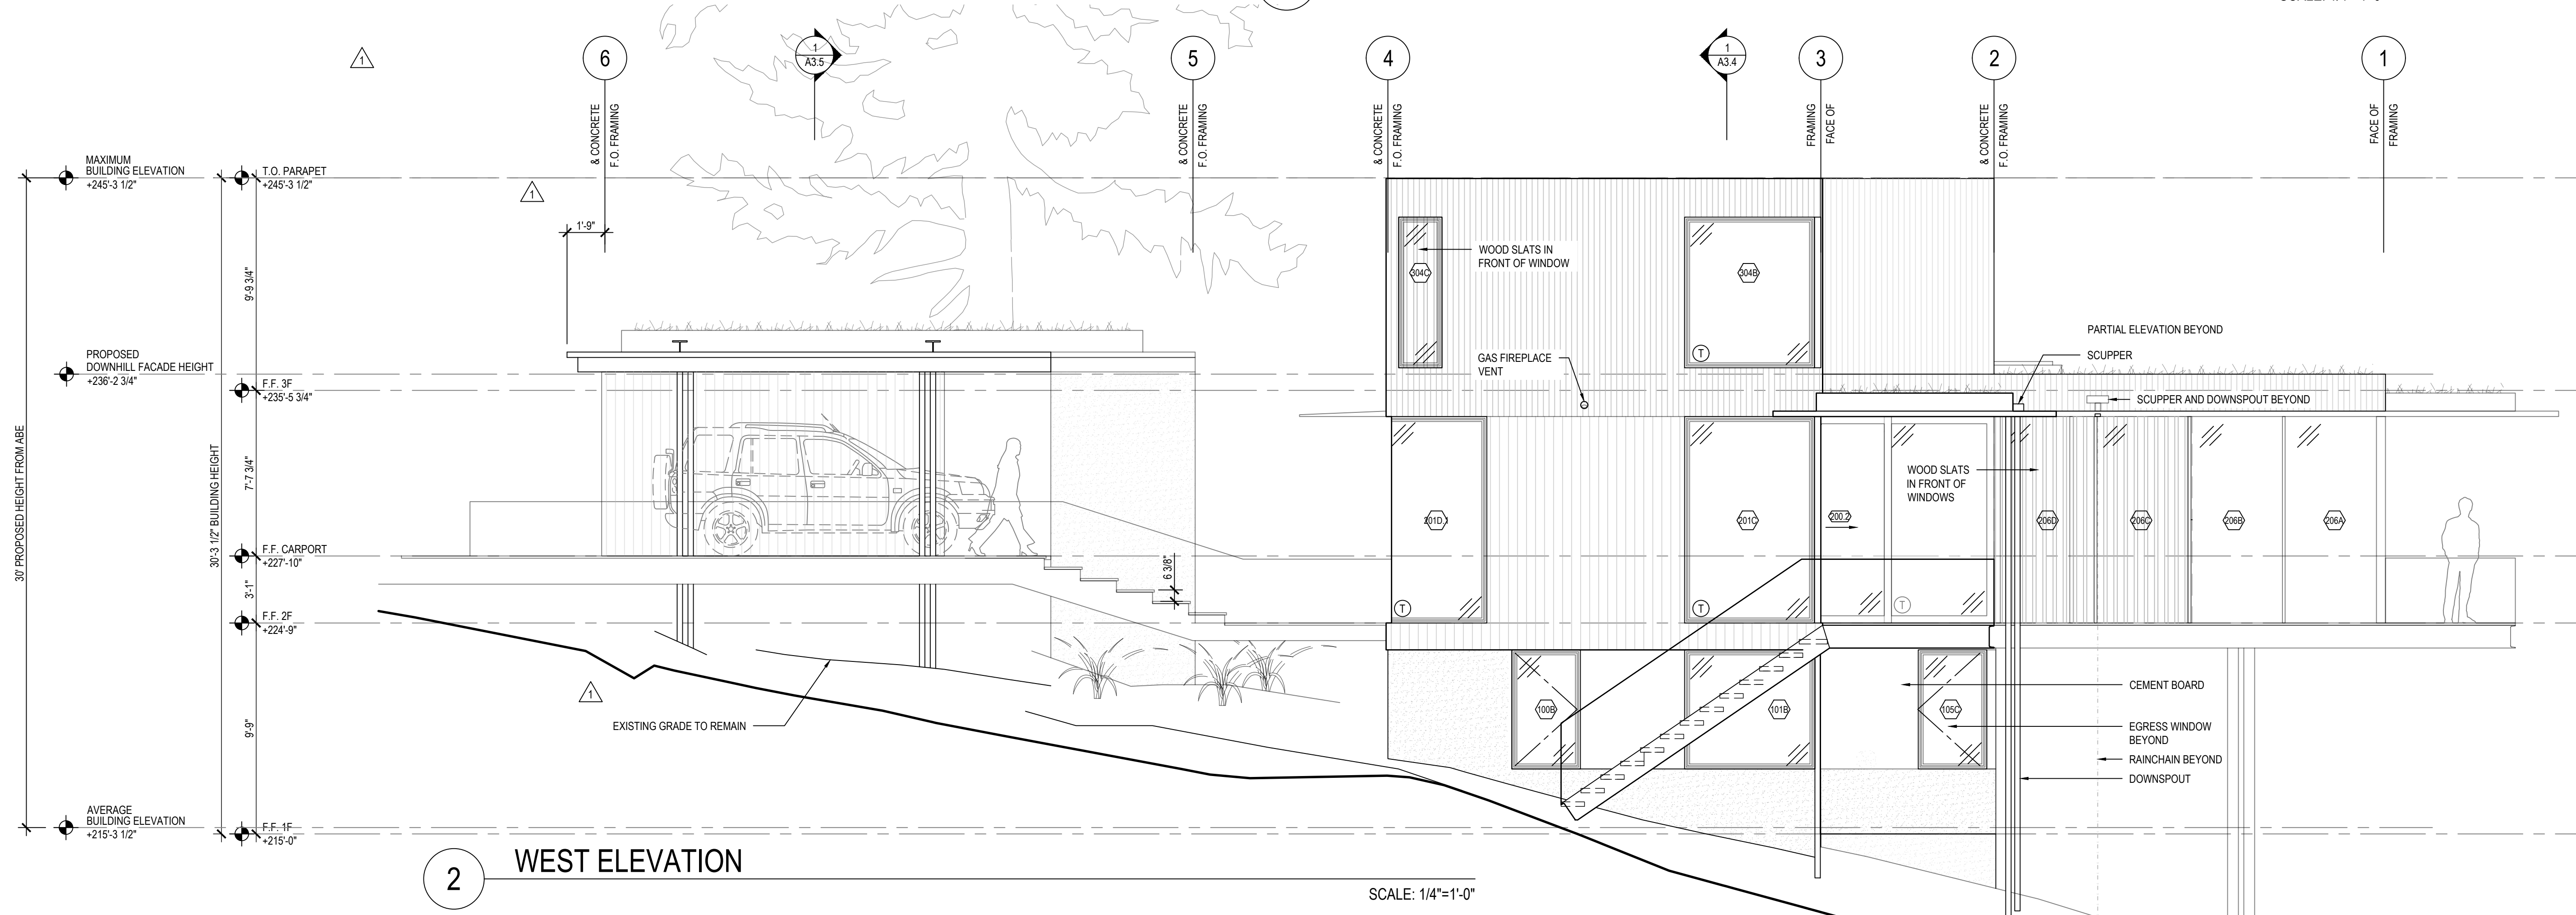 1
6
1
A3.5
5
4
1
A3.4
3
2
1
& CONCRETE
F.O. FRAMING
& CONCRETE
F.O. FRAMING
& CONCRETE
F.O. FRAMING
FRAMING
FACE OF
& CONCRETE
F.O. FRAMING
FACE OF
FRAMING
MAXIMUM
BUILDING ELEVATION
+245'-3 1/2"
T.O. PARAPET
+245'-3 1/2"
1
1'-9"
9'-9 3/4"
WOOD SLATS IN
FRONT OF WINDOW
304C
304B
PROPOSED
DOWNHILL FACADE HEIGHT
+236'-2 3/4"
F.F. 3F
+235'-5 3/4"
GAS FIREPLACE
VENT
T
PARTIAL ELEVATION BEYOND
SCUPPER
SCUPPER AND DOWNSPOUT BEYOND
30' PROPOSED HEIGHT FROM ABE
30'-3 1/2" BUILDING HEIGHT
7'-7 3/4"
WOOD SLATS
IN FRONT OF
WINDOWS
201D.1
201C
200.2
206D
206C
206B
206A
F.F. CARPORT
+227'-10"
3'-1"
6 3/8"
T
T
T
F.F. 2F
+224'-9"
1
EXISTING GRADE TO REMAIN
9'-9"
100B
101B
105C
CEMENT BOARD
EGRESS WINDOW
BEYOND
RAINCHAIN BEYOND
DOWNSPOUT
AVERAGE
BUILDING ELEVATION
+215'-3 1/2"
F.F. 1F
+215'-0"
2
WEST ELEVATION
SCALE: 1/4"=1'-0"